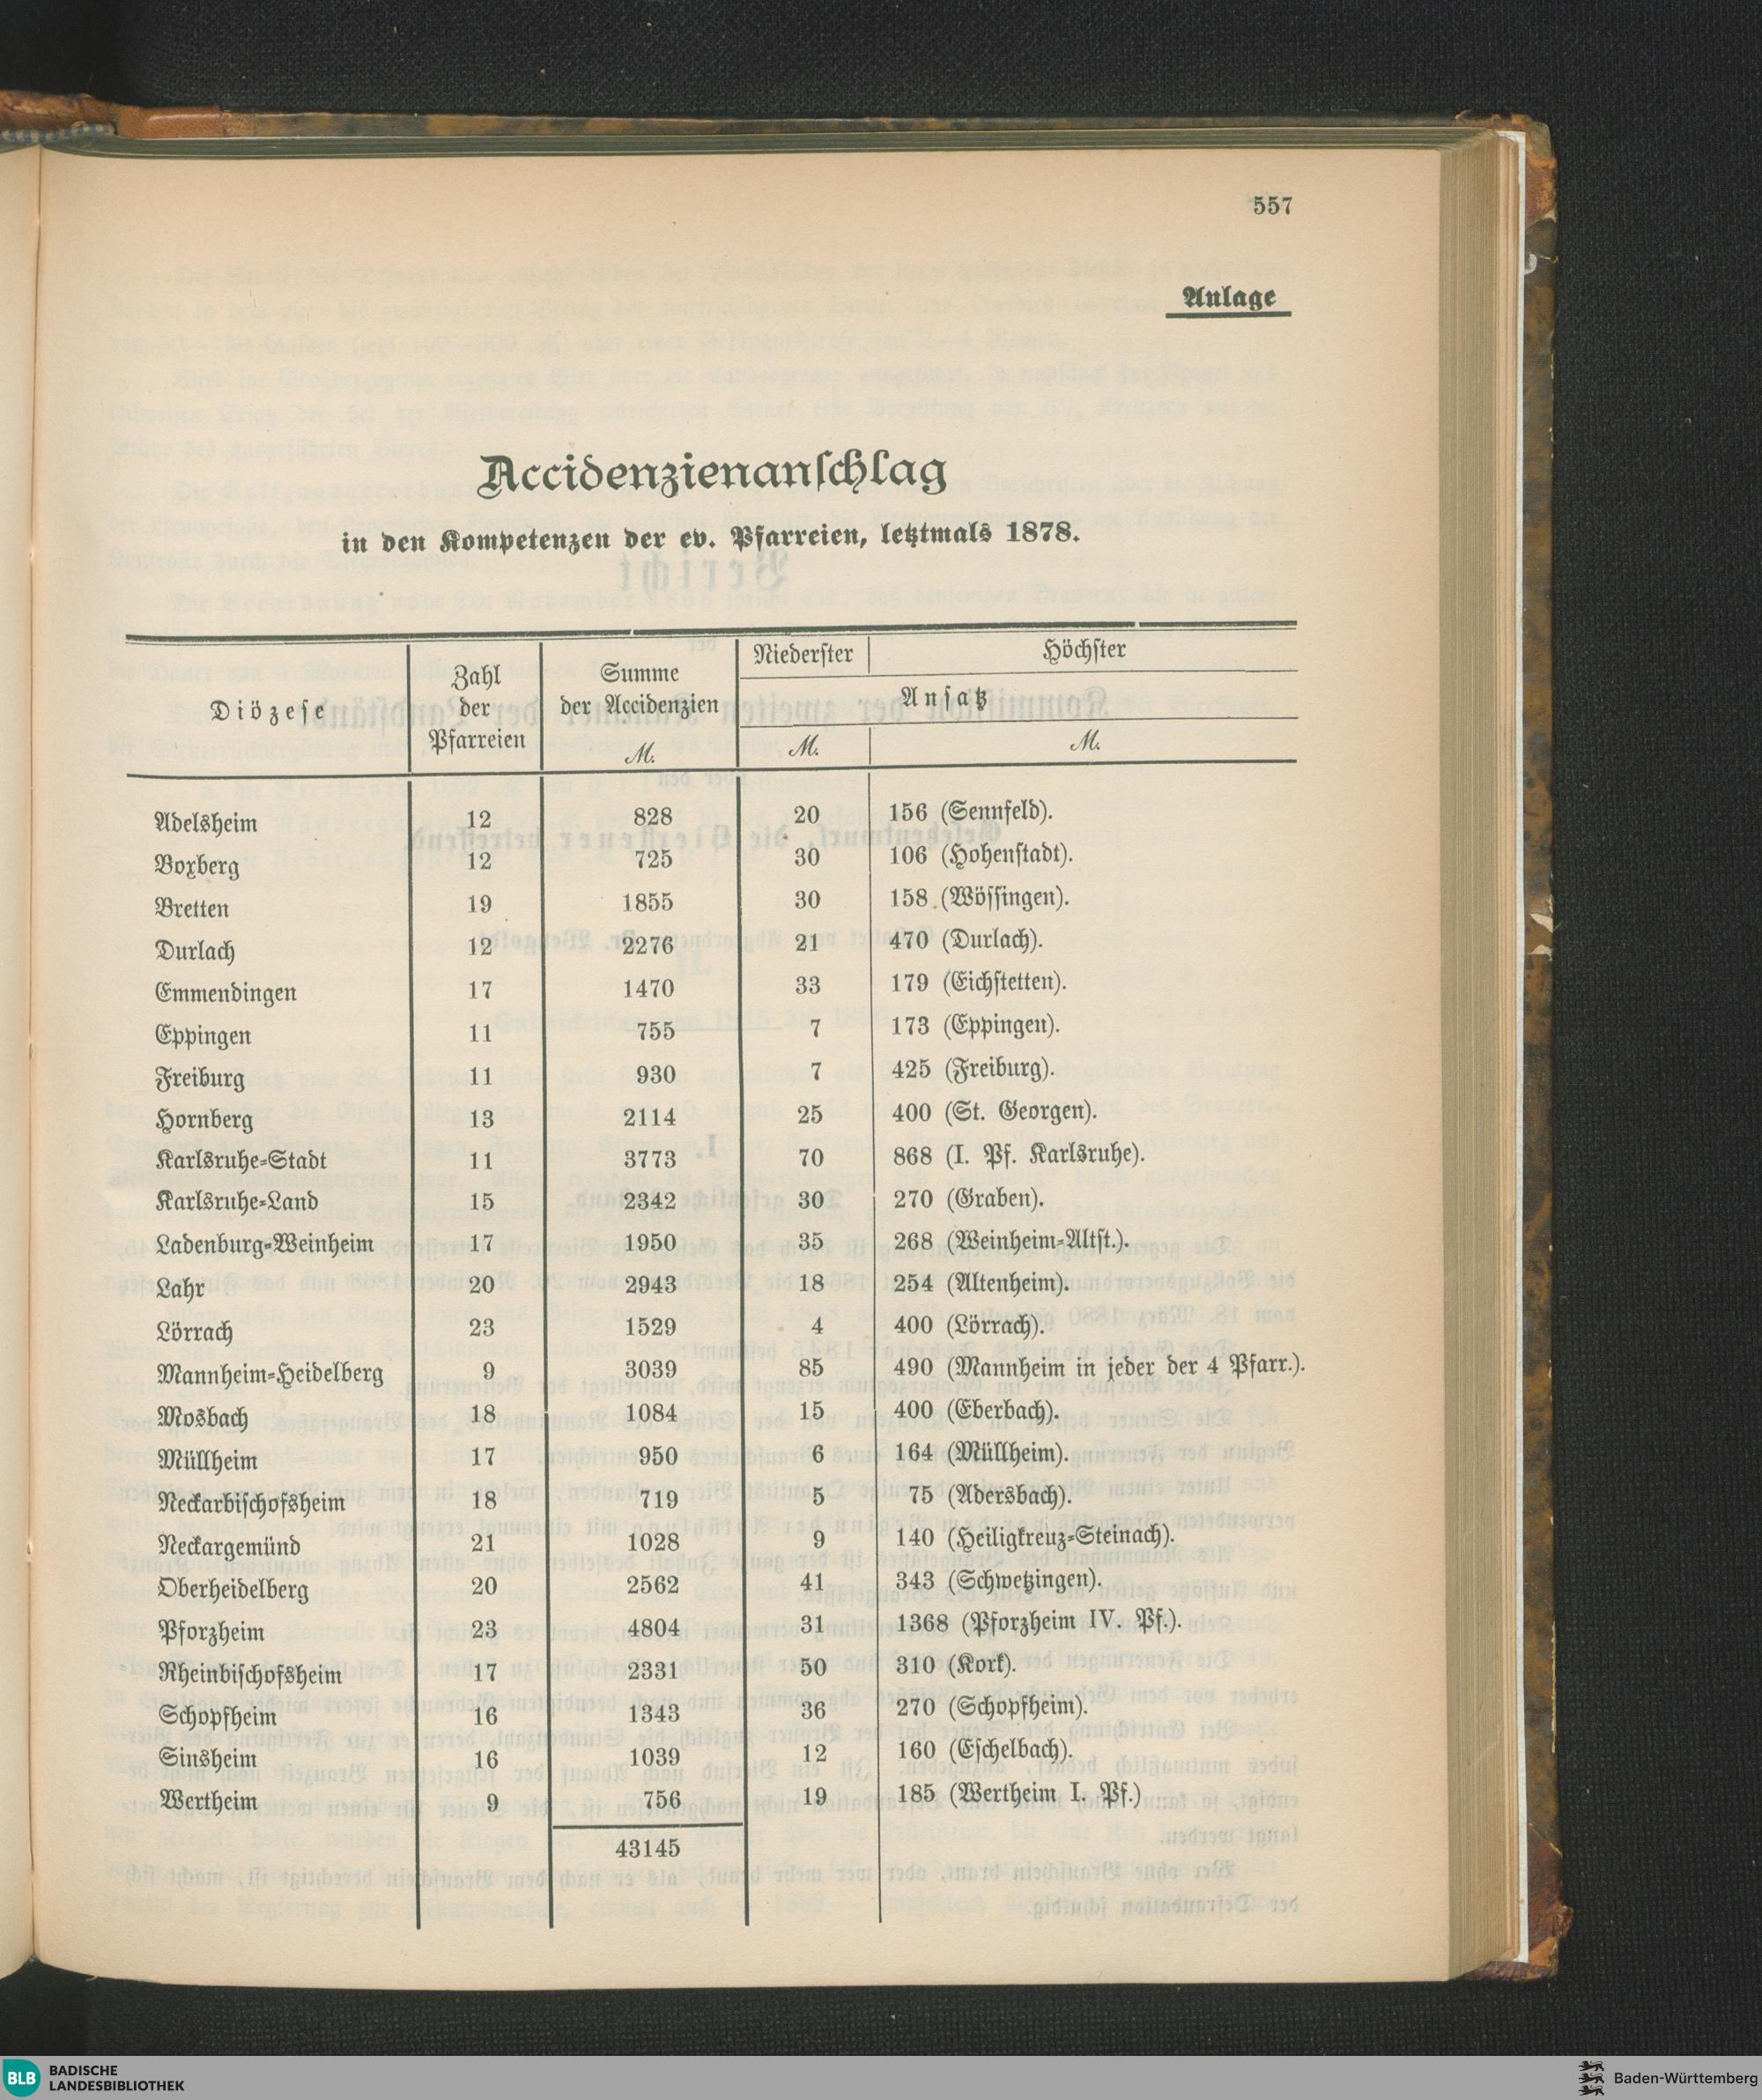 557
Anlage
Accidenzienanschlag
in den Kompetenzen der ev. Pfarreien, letztmals 1878.
Diözese Zahl der Pfarreien Summe der Accidenzien M. Niederster Höchster Ansatz M. M.
Adelsheim 12 828 20 156 (Sennfeld).
Boxberg 12 725 30 106 (Hohenstadt).
Bretten 19 1855 30 158 (Wössingen).
Durlach 12 2276 21 470 (Durlach).
Emmendingen 17 1470 33 179 (Eichstetten).
Eppingen 11 755 7 173 (Eppingen).
Freiburg 11 930 7 425 (Freiburg).
Hornberg 13 2114 25 400 (St. Georgen).
Karlsruhe-Stadt 11 3773 70 868 (I. Pf. Karlsruhe).
Karlsruhe-Land 15 2342 30 270 (Graben).
Ladenburg-Weinheim 17 1950 35 268 (Weinheim-Altst.).
Lahr 20 2943 18 254 (Altenheim).
Lörrach 23 1529 4 400 (Lörrach).
Mannheim-Heidelberg 9 3039 85 490 (Mannheim in jeder der 4 Pfarr.).
Mosbach 18 1084 15 400 (Eberbach).
Müllheim 17 950 6 164 (Müllheim).
Neckarbischofsheim 18 719 5 75 (Adersbach).
Neckargemünd 21 1028 9 140 (Heiligkreuz-Steinach).
Oberheidelberg 20 2562 41 343 (Schwetzingen).
Pforzheim 23 4804 31 1368 (Pforzheim IV. Pf.).
Rheinbischofsheim 17 2331 50 310 (Kork).
Schopfheim 16 1343 36 270 (Schopfheim).
Sinsheim 16 1039 12 160 (Eschelbach).
Wertheim 9 756 19 185 (Wertheim I. Pf.)
43145
BLB BADISCHE
LANDESBIBLIOTHEK
Baden-Württemberg